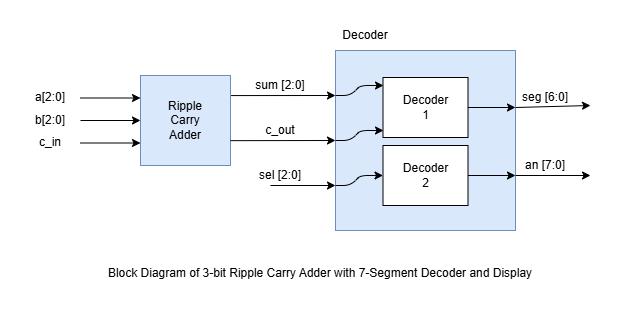 Decoder
a[2:0]
b[2:0]
c_in
Ripple
Carry
Adder
sum [2:0]
c_out
sel [2:0]
Decoder
1
Decoder
2
seg [6:0]
an [7:0]
Block Diagram of 3-bit Ripple Carry Adder with 7-Segment Decoder and Display